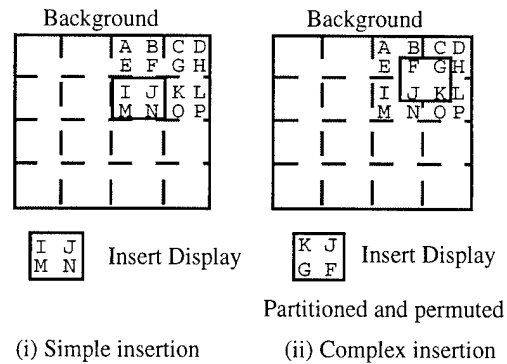 Background
A B C D
E F G H
I J K L
M N O P
I J
M N
Insert Display
(i) Simple insertion
Background
A B C D
E F G H
I J K L
M N O P
K J
G F
Insert Display
Partitioned and permuted
(ii) Complex insertion